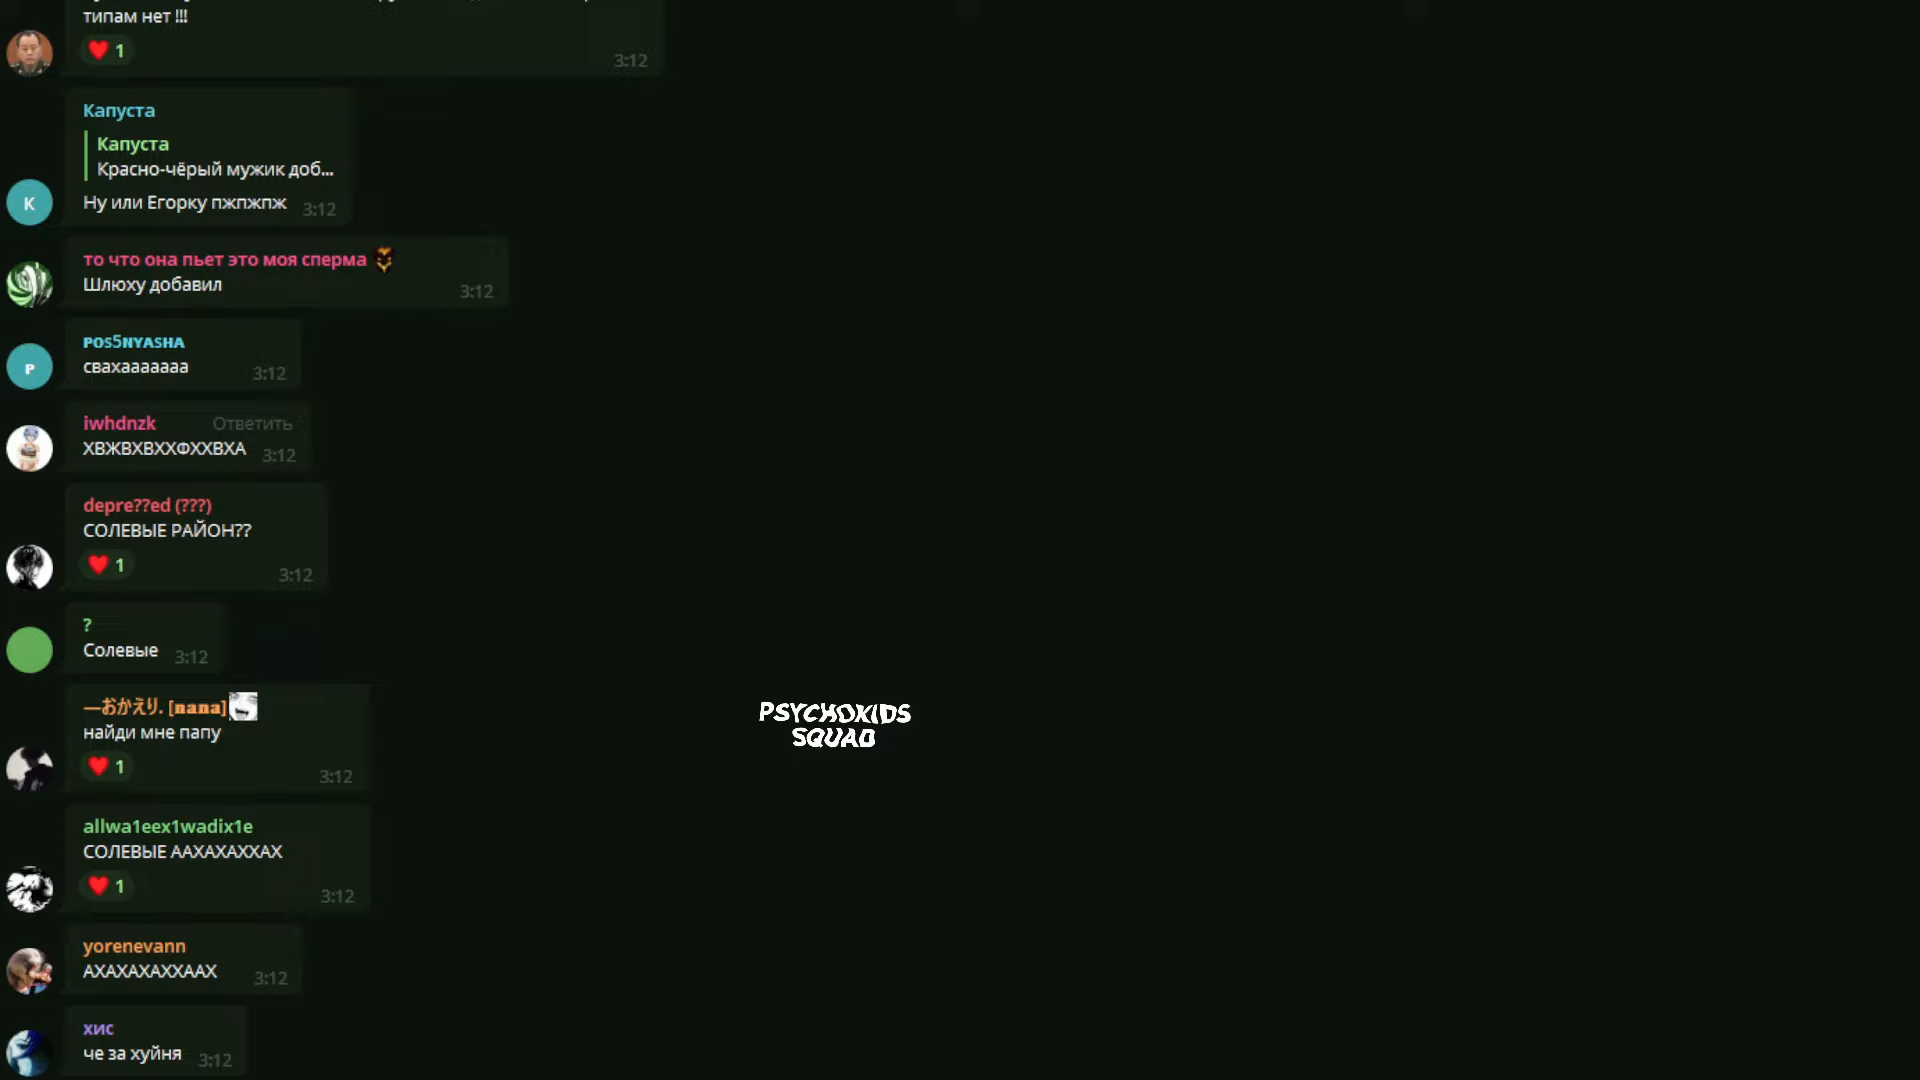 типам нет !!!
1
3:12
Капуста
Капуста
Красно-чёрый мужик доб...
Ну или Егорку пжпжпж 3:12
К
то что она пьет это моя сперма
Шлюху добавил
3:12
ᴘᴏs5ɴʏᴀsʜᴀ
свахааааааа 3:12
ᴘ
iwhdnzk Ответить
ХВЖВХВХХФХХВХА 3:12
depre??ed (???)
СОЛЕВЫЕ РАЙОН??
1
3:12
?
Солевые 3:12
—おかえり. [𝖓𝖆𝖓𝖆]
найди мне папу
1
3:12
allwa1eex1wadix1e
СОЛЕВЫЕ ААХАХАХХАХ
1
3:12
yorenevann
АХАХАХАХХААХ 3:12
хис
че за хуйня 3:12
PSYCHOKIDS
SQUAD